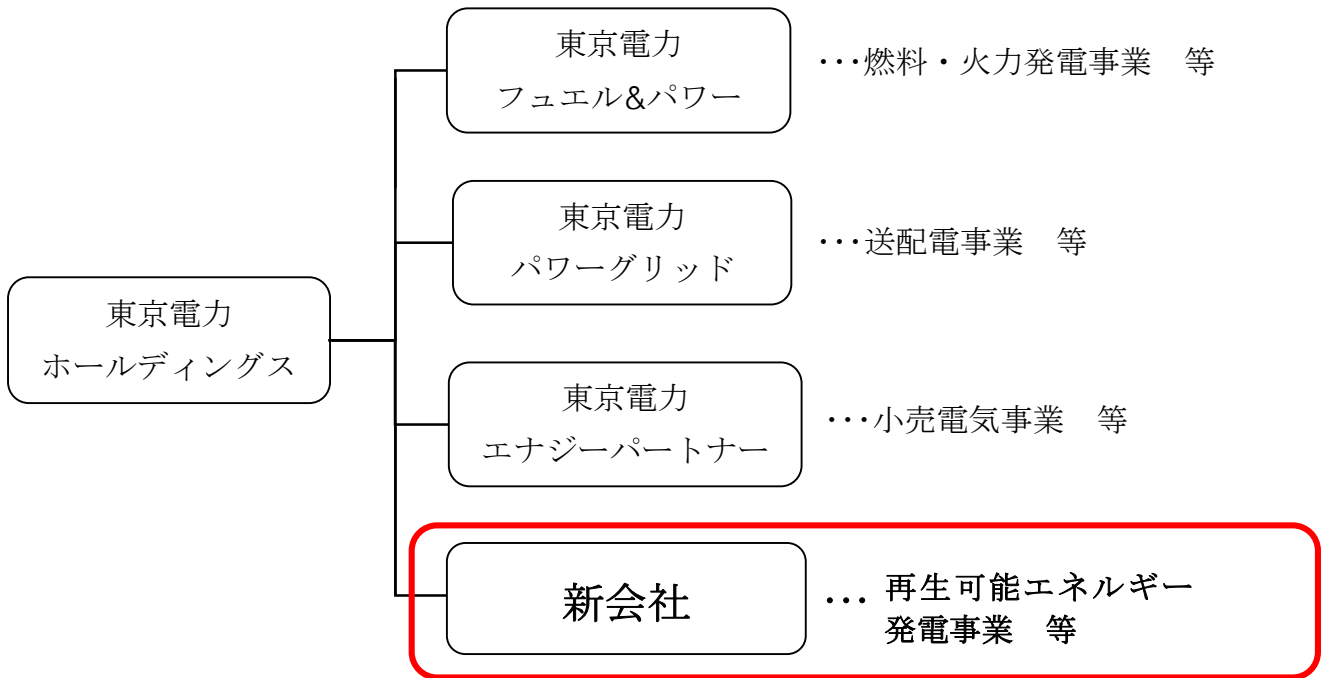 東京電力
フュエル&パワー
･･･燃料・火力発電事業　等
東京電力
パワーグリッド
･･･送配電事業　等
東京電力
ホールディングス
東京電力
エナジーパートナー
･･･小売電気事業　等
新会社
･･･ 再生可能エネルギー
発電事業　等